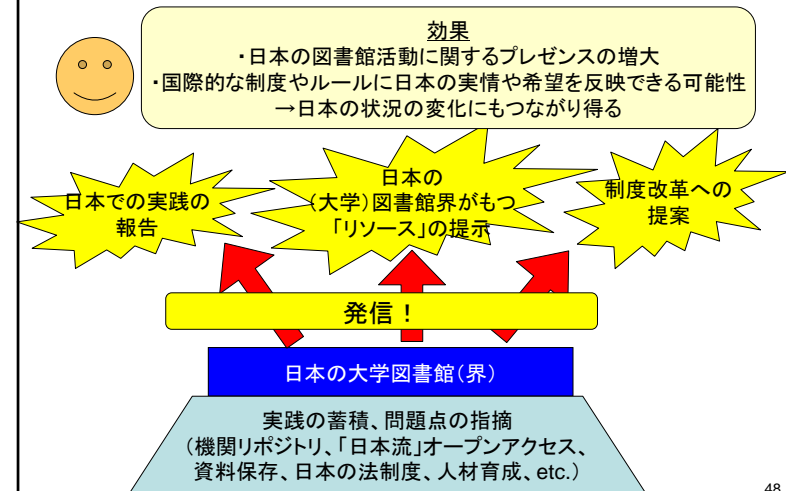 効果
・日本の図書館活動に関するプレゼンスの増大
・国際的な制度やルールに日本の実情や希望を反映できる可能性
→日本の状況の変化にもつながり得る
日本での実践の
報告
日本の
(大学)図書館界がもつ
「リソース」の提示
制度改革への
提案
発信！
日本の大学図書館(界)
実践の蓄積、問題点の指摘
(機関リポジトリ、「日本流」オープンアクセス、
資料保存、日本の法制度、人材育成、etc.)
48